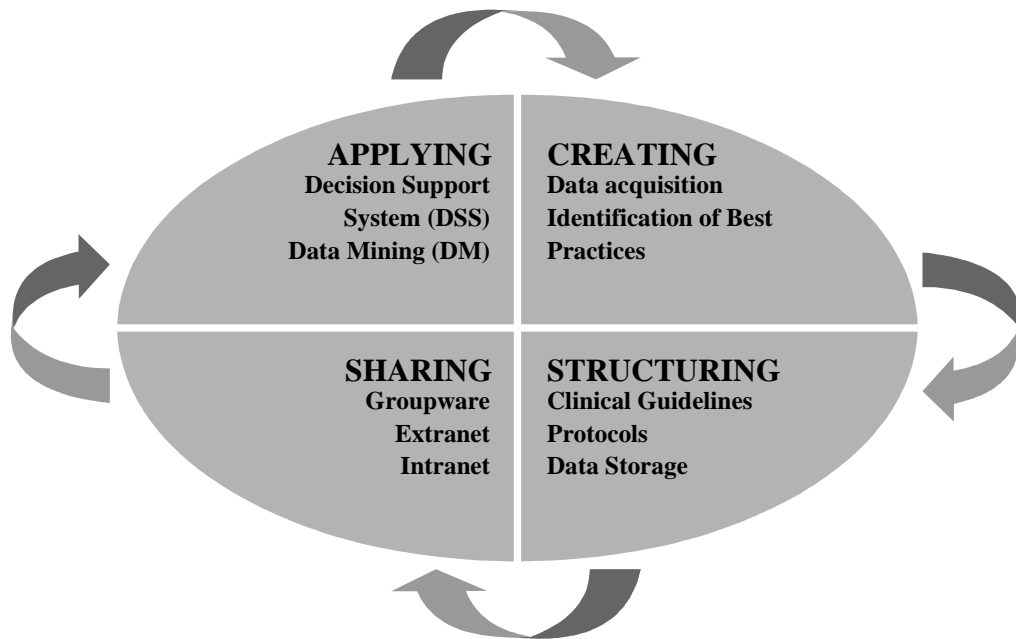 APPLYING
Decision Support
System (DSS)
Data Mining (DM)
CREATING
Data acquisition
Identification of Best
Practices
SHARING
Groupware
Extranet
Intranet
STRUCTURING
Clinical Guidelines
Protocols
Data Storage